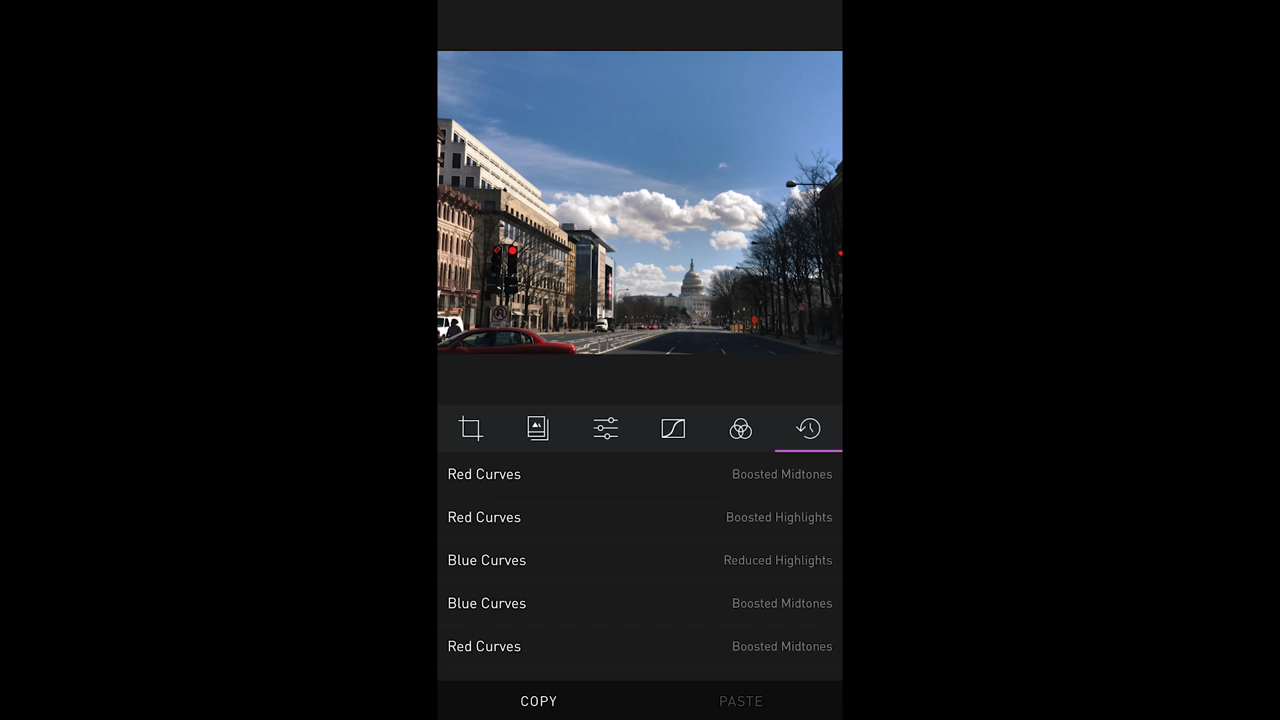 Red Curves Boosted Midtones
Red Curves Boosted Highlights
Blue Curves Reduced Highlights
Blue Curves Boosted Midtones
Red Curves Boosted Midtones
COPY PASTE